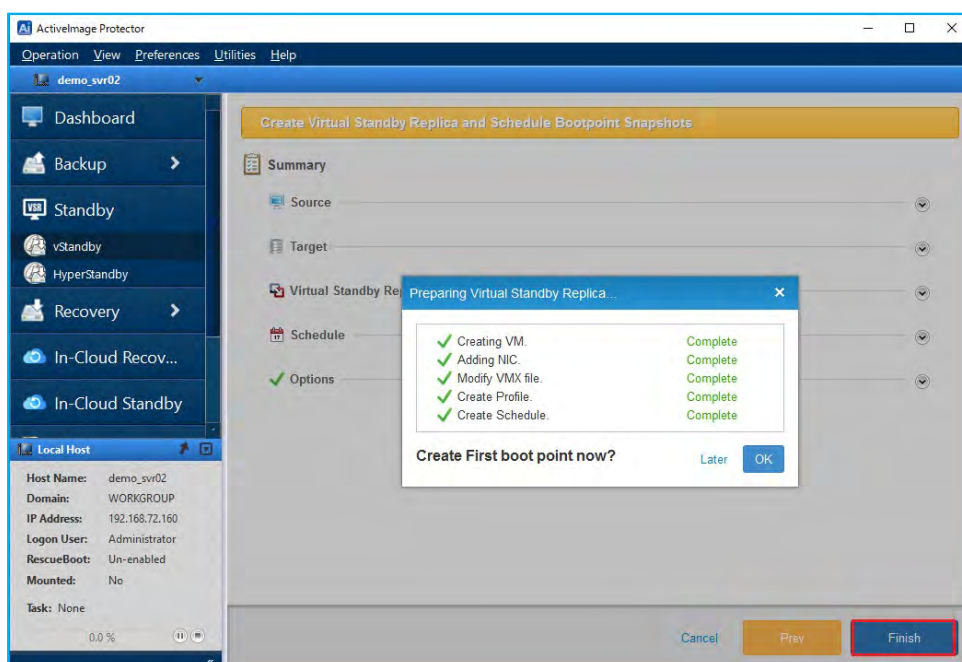 Ai ActiveImage Protector
Operation View Preferences Utilities Help
demo_svr02
Dashboard
Backup
VSR Standby
vStandby
HyperStandby
Recovery
In-Cloud Recov...
In-Cloud Standby
Local Host
Host Name: demo_svr02
Domain: WORKGROUP
IP Address: 192.168.72.160
Logon User: Administrator
RescueBoot: Un-enabled
Mounted: No
Task: None
0.0 %
Create Virtual Standby Replica and Schedule Bootpoint Snapshots
Summary
Source
Target
Virtual Standby Re
17 Schedule
Options
Preparing Virtual Standby Replica...
Creating VM. Complete
Adding NIC. Complete
Modify VMX file. Complete
Create Profile. Complete
Create Schedule. Complete
Create First boot point now? Later OK
Cancel Prev Finish